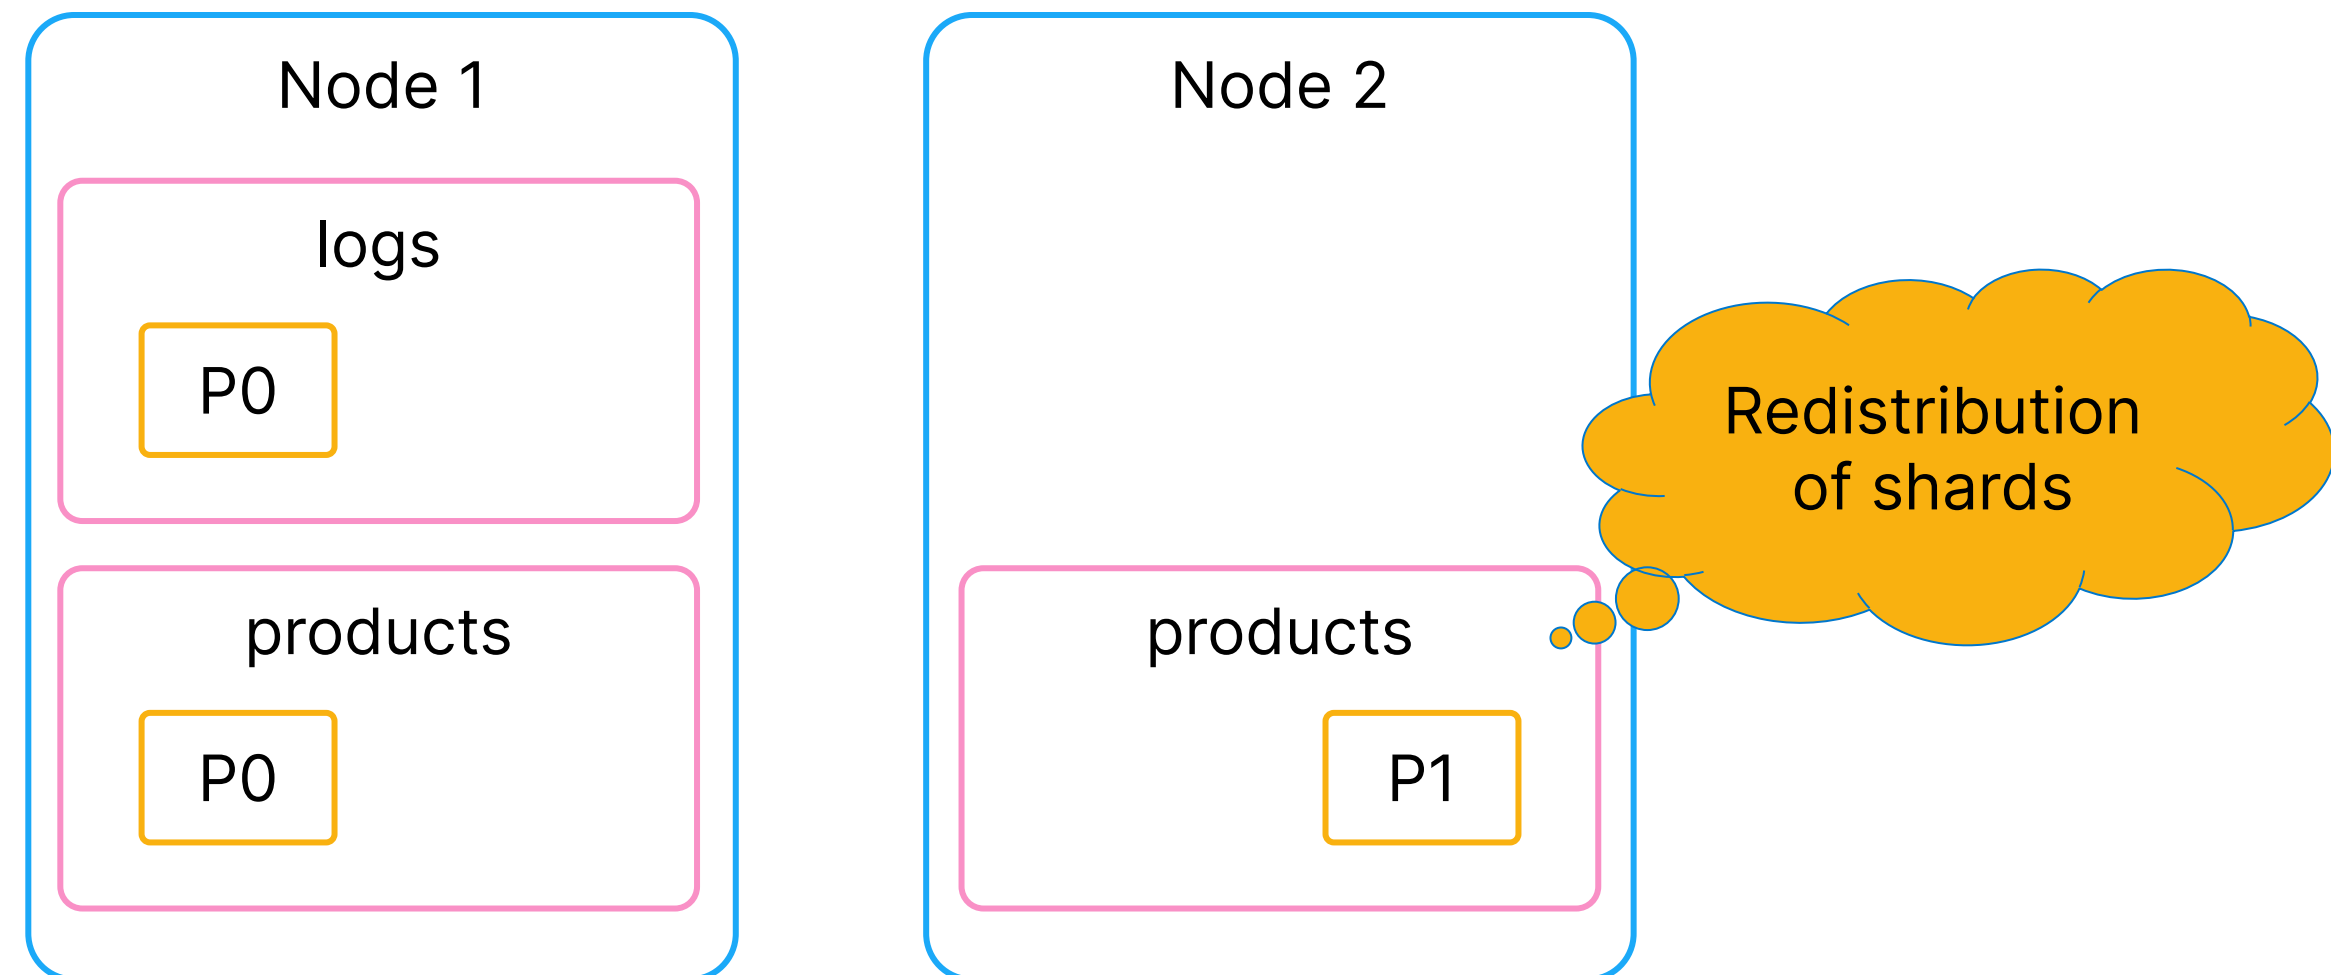 Node 1
logs
P0
products
P0
Node 2
products
P1
Redistribution
of shards